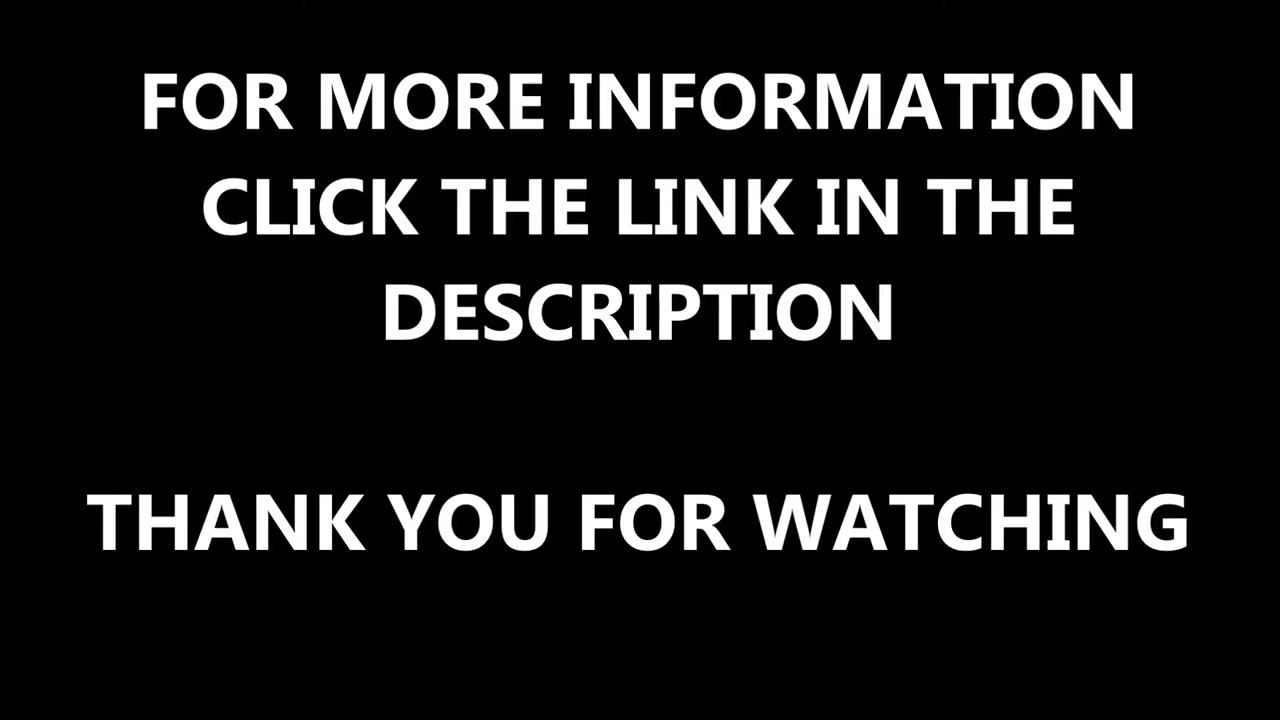 FOR MORE INFORMATION
CLICK THE LINK IN THE
DESCRIPTION
THANK YOU FOR WATCHING